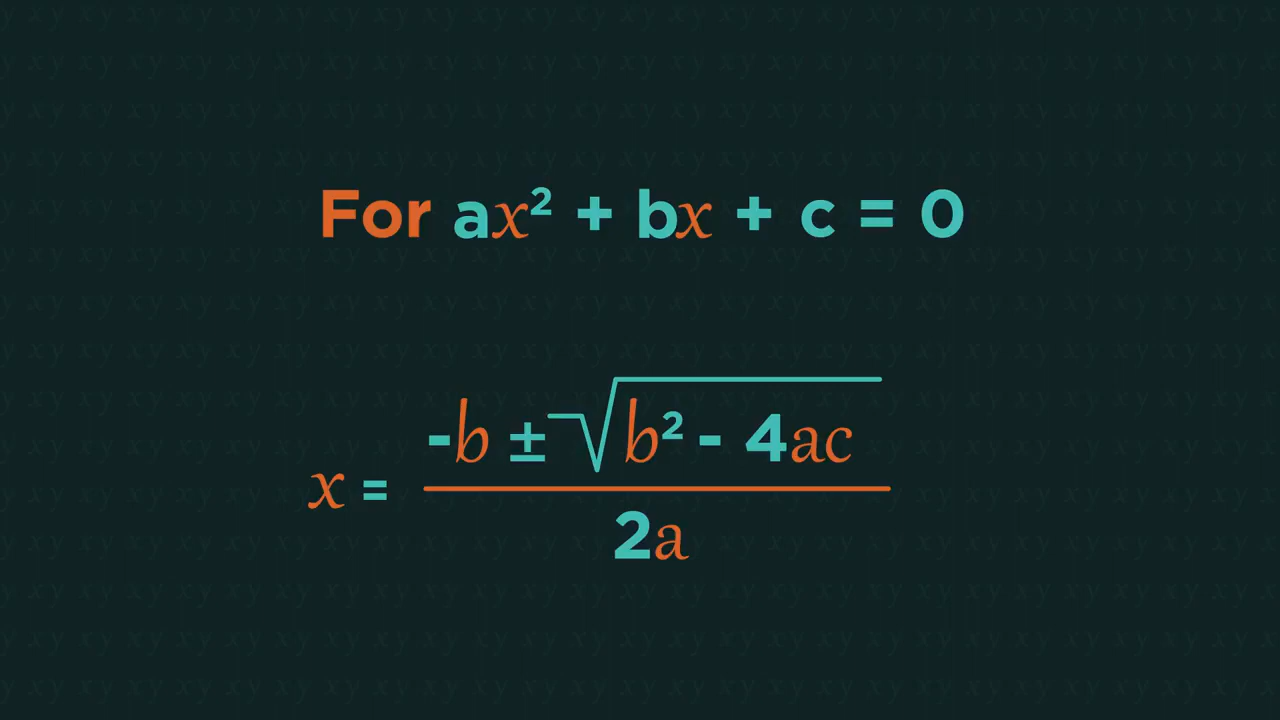 For ax² + bx + c = 0
x = -b ± √b² - 4ac
2a